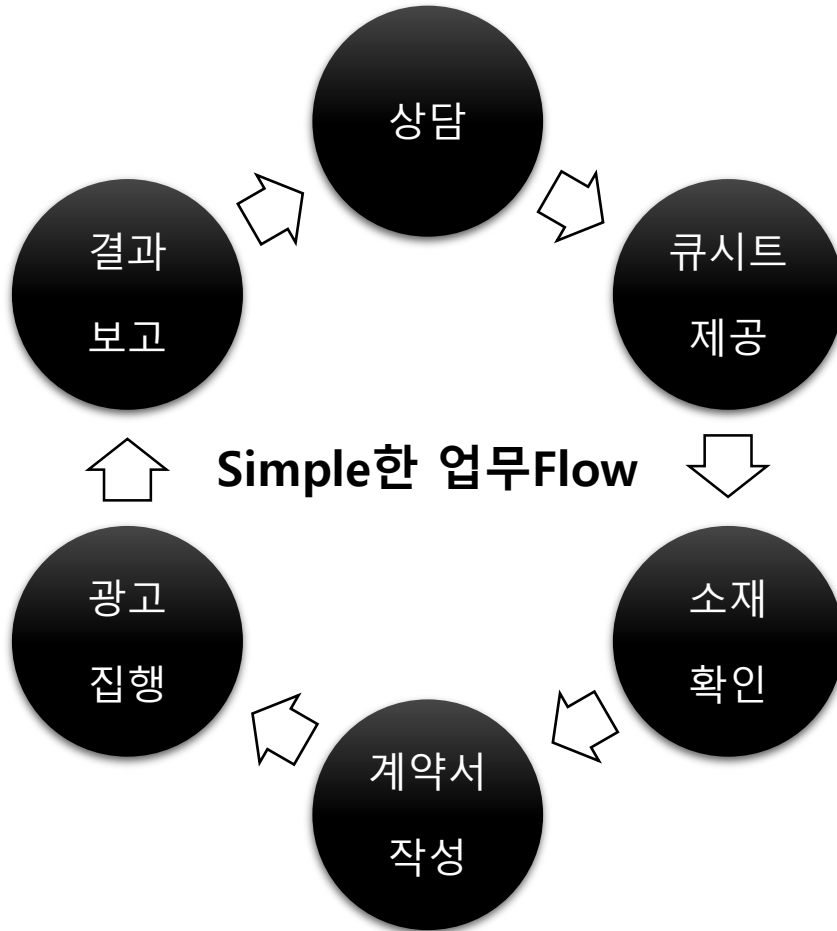 상담
큐시트
제공
소재
확인
계약서
작성
광고
집행
결과
보고
Simple한 업무Flow